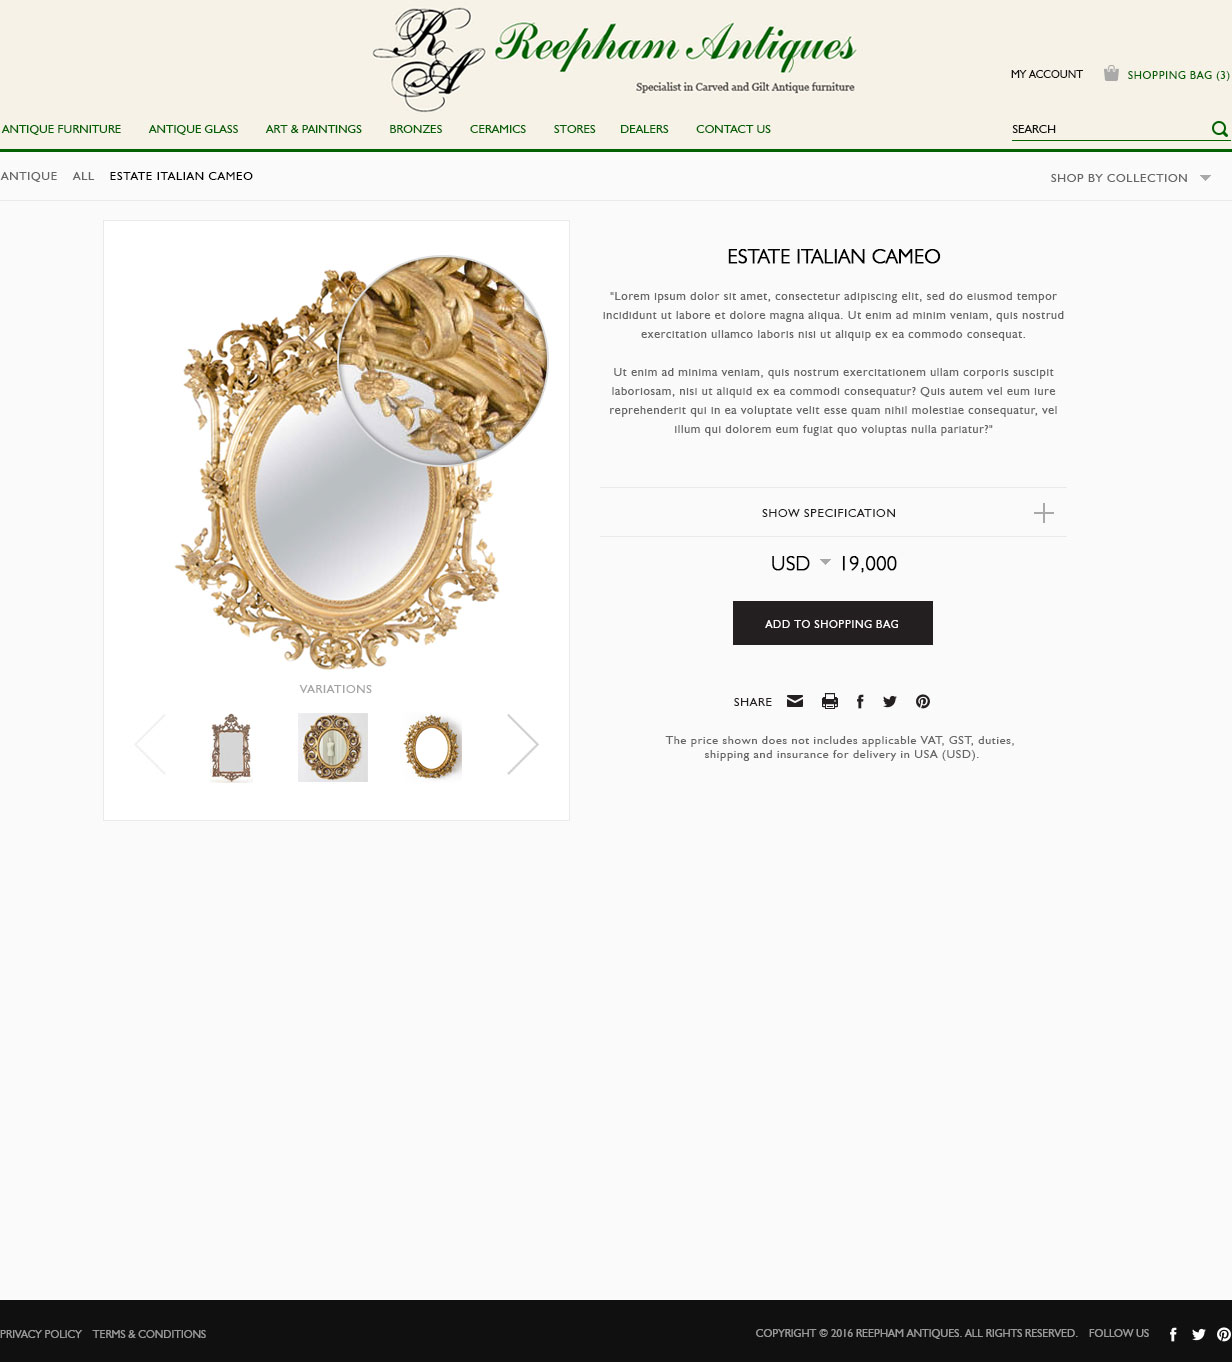 RA
Reepham Antiques
Specialist in Carved and Gilt Antique furniture
MY ACCOUNT
SHOPPING BAG (3)
ANTIQUE FURNITURE ANTIQUE GLASS ART & PAINTINGS BRONZES CERAMICS STORES DEALERS CONTACT US
SEARCH
ANTIQUE ALL ESTATE ITALIAN CAMEO
SHOP BY COLLECTION
ESTATE ITALIAN CAMEO
"Lorem ipsum dolor sit amet, consectetur adipiscing elit, sed do eiusmod tempor
incididunt ut labore et dolore magna aliqua. Ut enim ad minim veniam, quis nostrud
exercitation ullamco laboris nisi ut aliquip ex ea commodo consequat.
Ut enim ad minima veniam, quis nostrum exercitationem ullam corporis suscipit
laboriosam, nisi ut aliquid ex ea commodi consequatur? Quis autem vel eum iure
reprehenderit qui in ea voluptate velit esse quam nihil molestiae consequatur, vel
illum qui dolorem eum fugiat quo voluptas nulla pariatur?"
SHOW SPECIFICATION
USD 19,000
ADD TO SHOPPING BAG
VARIATIONS
SHARE
The price shown does not includes applicable VAT, GST, duties,
shipping and insurance for delivery in USA (USD).
PRIVACY POLICY TERMS & CONDITIONS
COPYRIGHT © 2016 REEPHAM ANTIQUES. ALL RIGHTS RESERVED. FOLLOW US